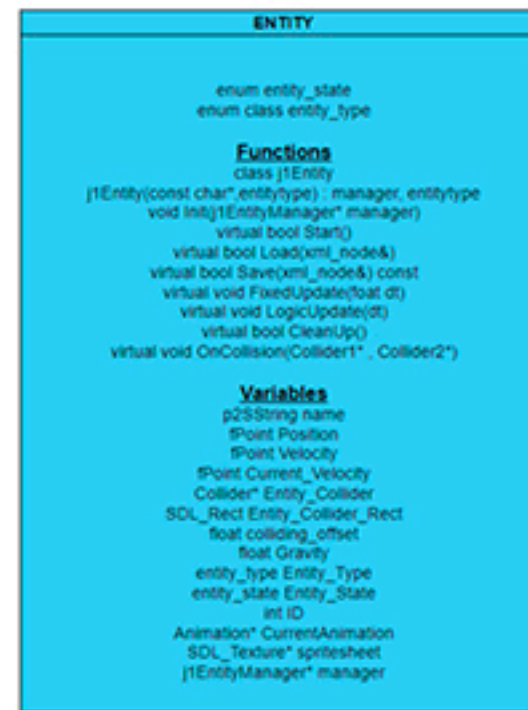 ENTITY
enum entity_state
enum class entity_type
Functions
class j1Entity
j1Entity(const char*,entitytype) : manager, entitytype
void Init(j1EntityManager* manager)
virtual bool Start()
virtual bool Load(xml_node&)
virtual bool Save(xml_node&) const
virtual void FixedUpdate(foat dt)
virtual void LogicUpdate(dt)
virtual bool CleanUp()
virtual void OnCollision(Collider1* , Collider2*)
Variables
p2SString name
fPoint Position
fPoint Velocity
fPoint Current_Velocity
Collider* Entity_Collider
SDL_Rect Entity_Collider_Rect
float colliding_offset
float Gravity
entity_type Entity_Type
entity_state Entity_State
int ID
Animation* CurrentAnimation
SDL_Texture* spritesheet
j1EntityManager* manager